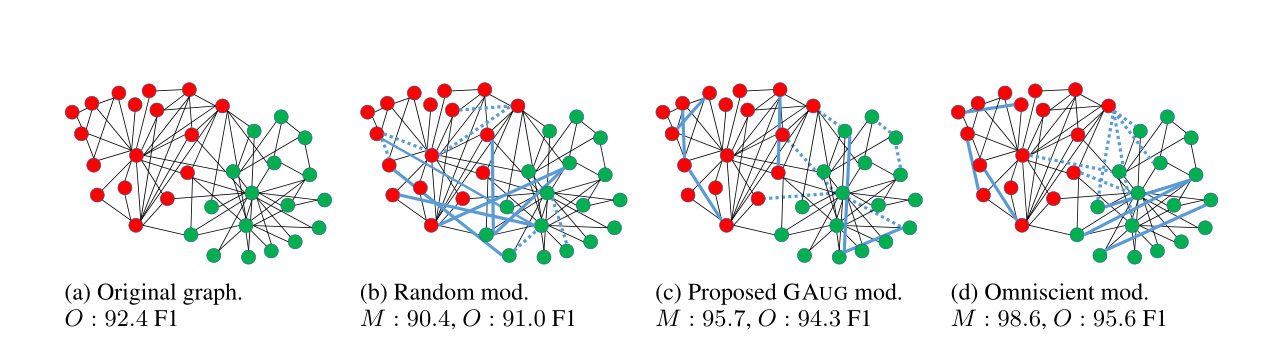 (a) Original graph.
O : 92.4 F1
(b) Random mod.
M : 90.4, O : 91.0 F1
(c) Proposed GAUG mod.
M : 95.7, O : 94.3 F1
(d) Omniscient mod.
M : 98.6, O : 95.6 F1